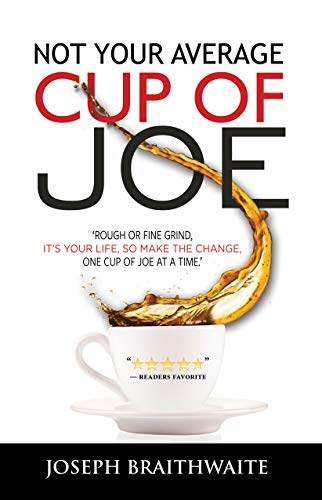 NOT YOUR AVERAGE
CUP OF
JOE
‘ROUGH OR FINE GRIND,
IT'S YOUR LIFE, SO MAKE THE CHANGE,
ONE CUP OF JOE AT A TIME.’
“★★★★★”
— READERS FAVORITE
JOSEPH BRAITHWAITE